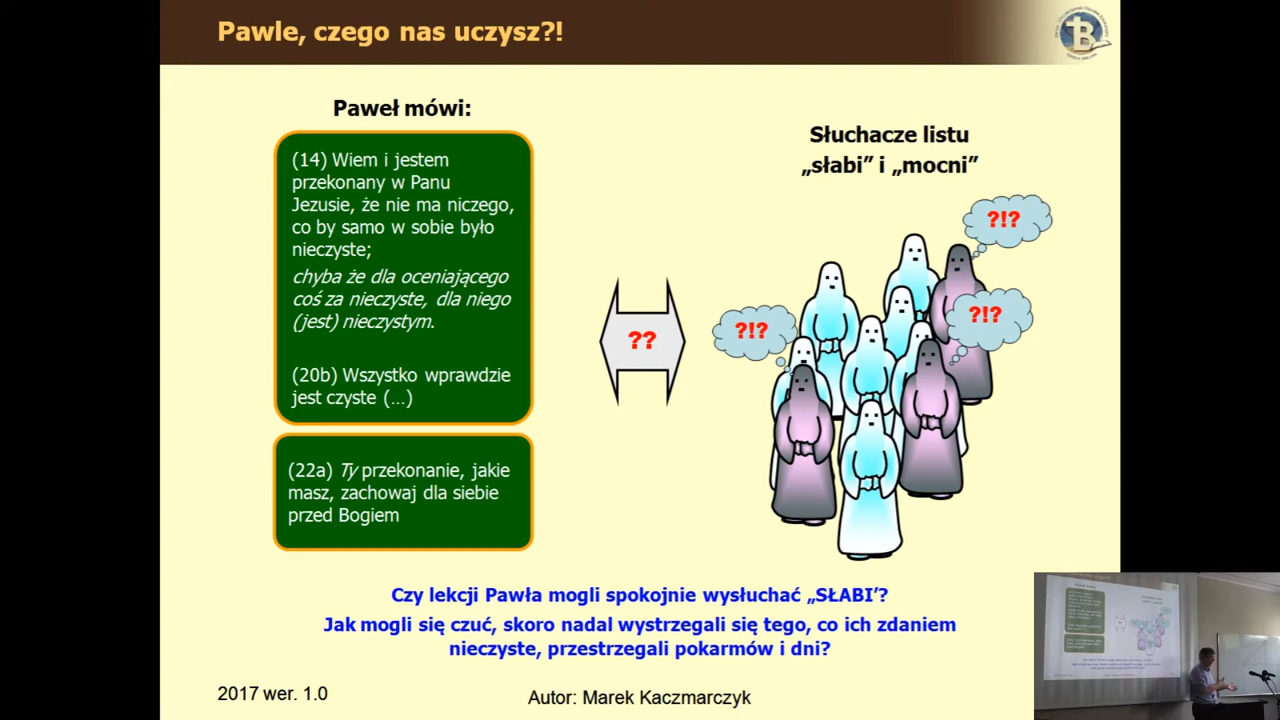 Pawle, czego nas uczysz?!
Paweł mówi:
(14) Wiem i jestem
przekonany w Panu
Jezusie, że nie ma niczego,
co by samo w sobie było
nieczyste;
chyba że dla oceniającego
coś za nieczyste, dla niego
(jest) nieczystym.
(20b) Wszystko wprawdzie
jest czyste (…)
(22a) Ty przekonanie, jakie
masz, zachowaj dla siebie
przed Bogiem
??
Słuchacze listu
„słabi” i „mocni”
?!?
?!?
?!?
Czy lekcji Pawła mogli spokojnie wysłuchać „SŁABI’?
Jak mogli się czuć, skoro nadal wystrzegali się tego, co ich zdaniem
nieczyste, przestrzegali pokarmów i dni?
2017 wer. 1.0
Autor: Marek Kaczmarczyk